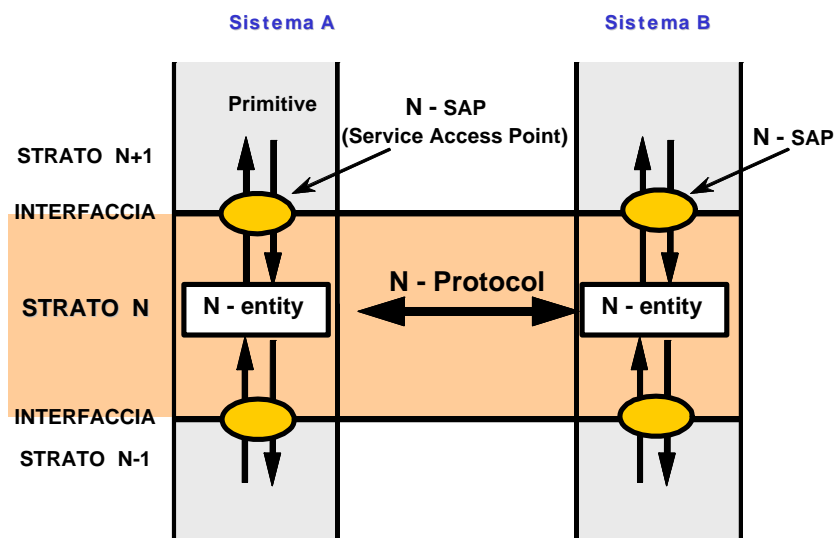 Sistema A
Sistema B
Primitive
N - SAP
(Service Access Point)
N - SAP
STRATO N+1
INTERFACCIA
STRATO N
N - entity
N - Protocol
N - entity
INTERFACCIA
STRATO N-1